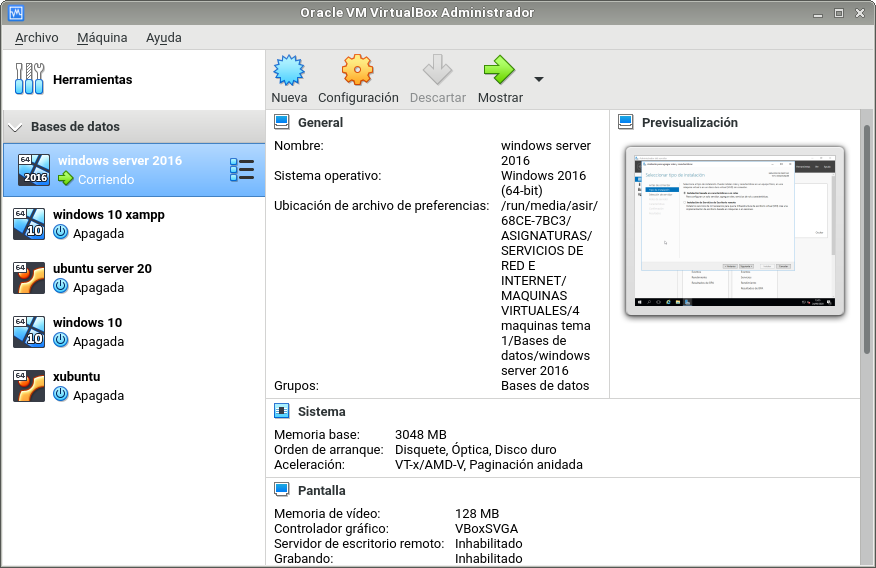 Oracle VM VirtualBox Administrador
Archivo Máquina Ayuda
Herramientas
Nueva Configuración Descartar Mostrar
Bases de datos
64
2016
windows server 2016
Corriendo
64
10
windows 10 xampp
Apagada
64
ubuntu server 20
Apagada
64
10
windows 10
Apagada
64
xubuntu
Apagada
General
Nombre: windows server
2016
Sistema operativo: Windows 2016
(64-bit)
Ubicación de archivo de preferencias: /run/media/asir/
68CE-7BC3/
ASIGNATURAS/
SERVICIOS DE
RED E
INTERNET/
MAQUINAS
VIRTUALES/4
maquinas tema
1/Bases de
datos/windows
server 2016
Grupos: Bases de datos
Previsualización
Seleccionar tipo de instalación
Sistema
Memoria base: 3048 MB
Orden de arranque: Disquete, Óptica, Disco duro
Aceleración: VT-x/AMD-V, Paginación anidada
Pantalla
Memoria de vídeo: 128 MB
Controlador gráfico: VBoxSVGA
Servidor de escritorio remoto: Inhabilitado
Grabando: Inhabilitado